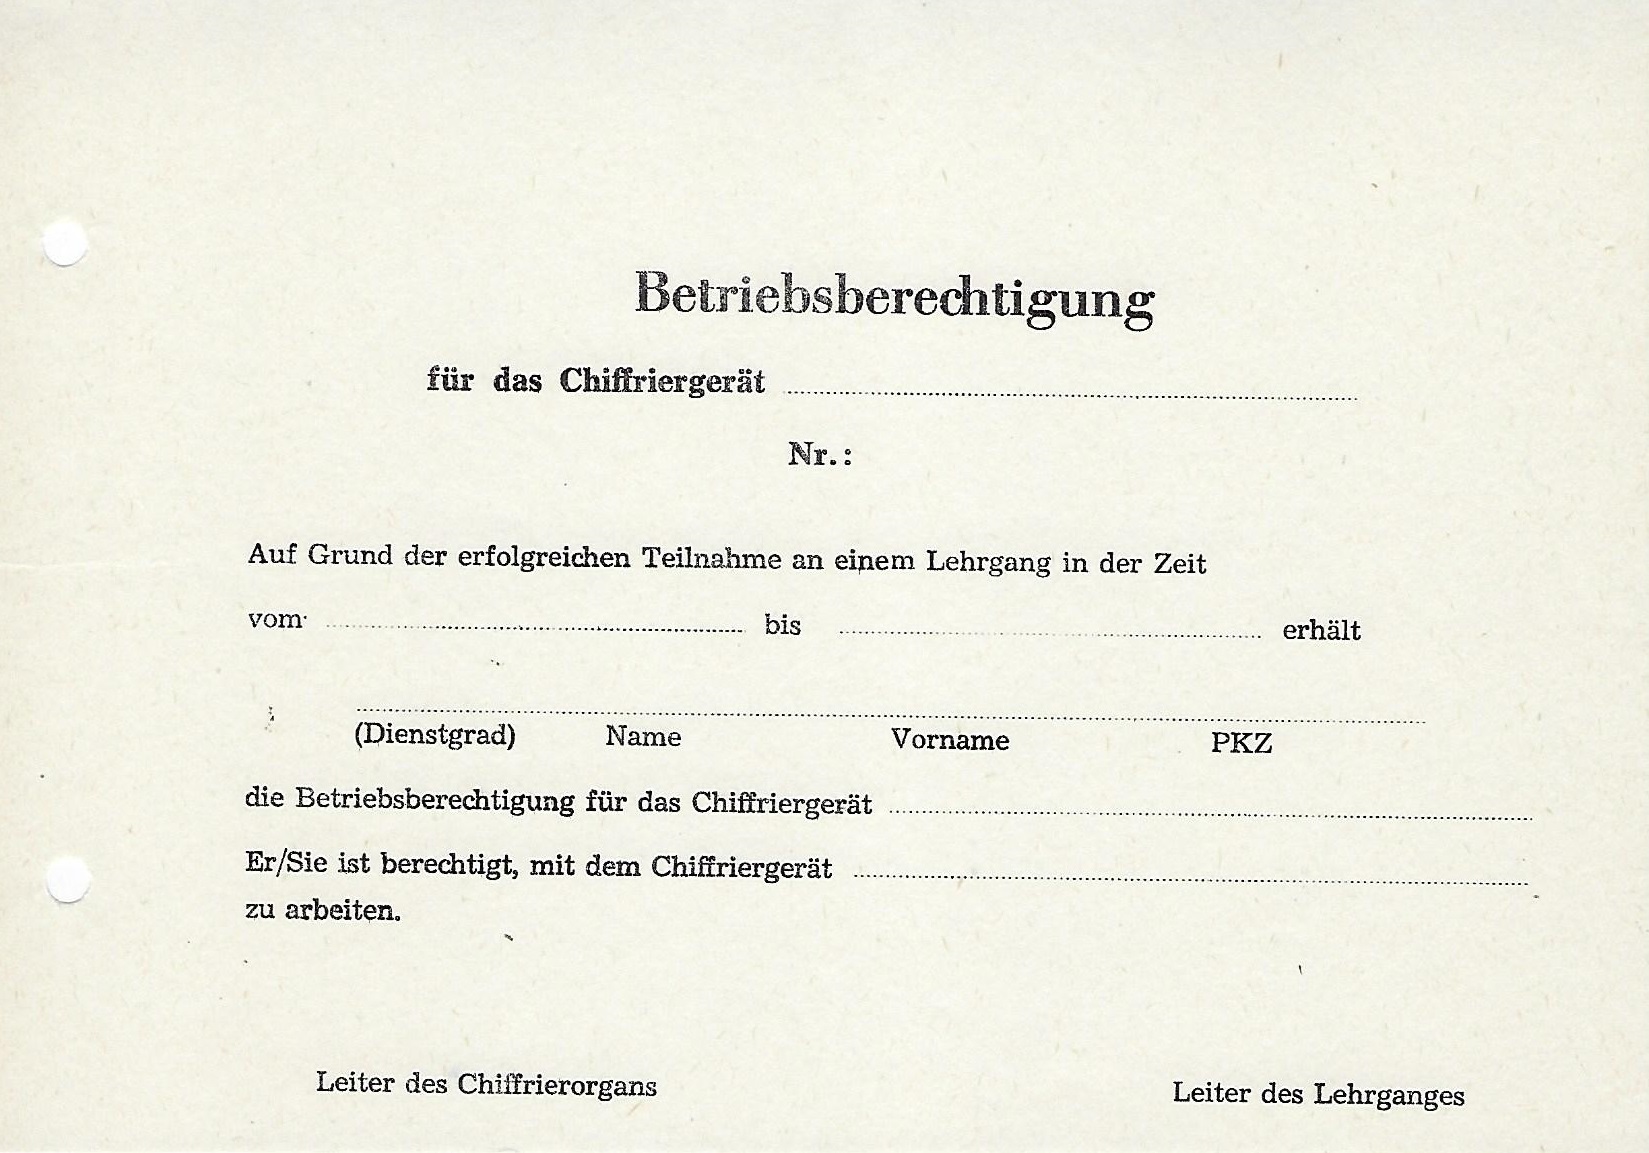 Betriebsberechtigung
für das Chiffriergerät
Nr.:
Auf Grund der erfolgreichen Teilnahme an einem Lehrgang in der Zeit
vom bis erhält
(Dienstgrad) Name Vorname PKZ
die Betriebsberechtigung für das Chiffriergerät
Er/Sie ist berechtigt, mit dem Chiffriergerät
zu arbeiten.
Leiter des Chiffrierorgans Leiter des Lehrganges